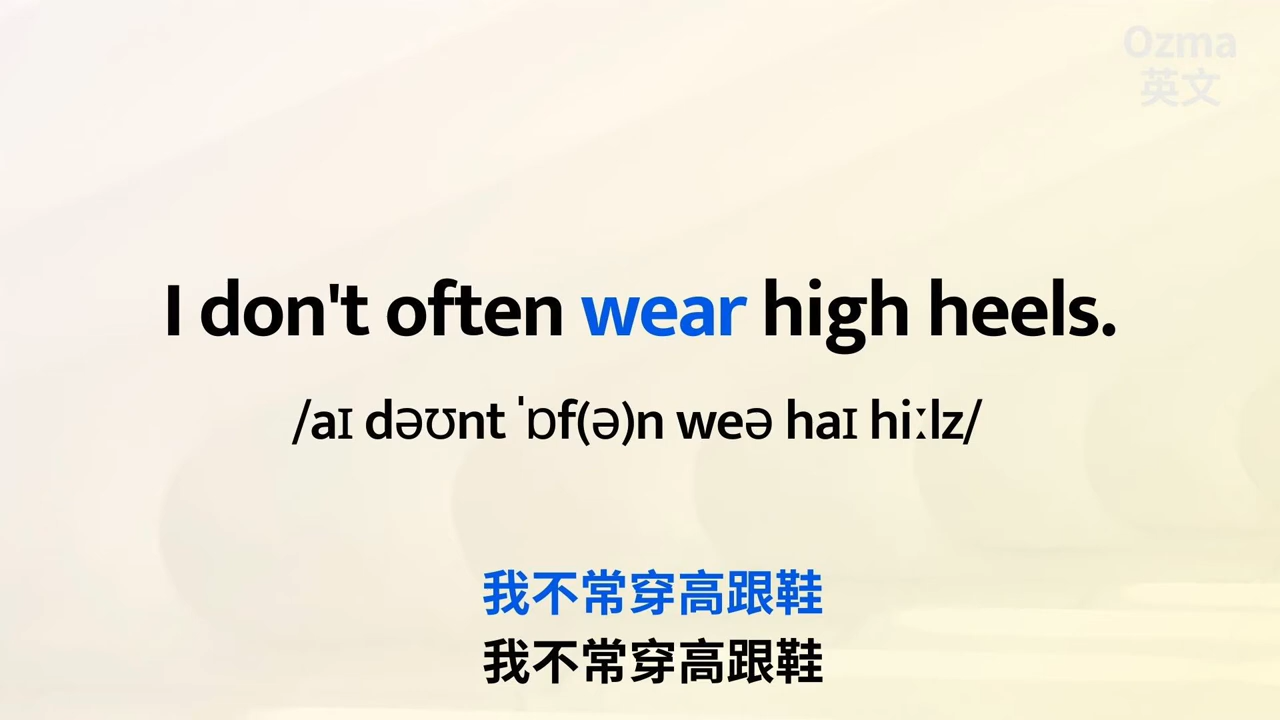 Ozma
英文
I don't often wear high heels.
/aɪ dəʊnt ˈɒf(ə)n weə haɪ hiːlz/
我不常穿高跟鞋
我不常穿高跟鞋